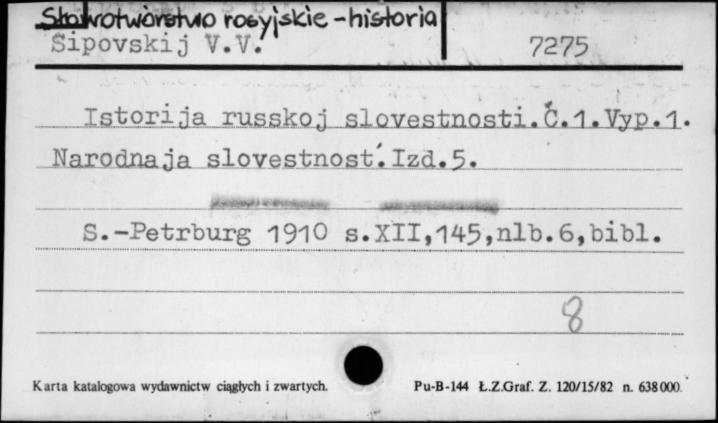 Słowotwórstwo rosyjskie - historia
Sipovskij V.V. 7275
Istorija russkoj slovestnosti.Č.1.Vyp.1.
Narodnaja slovestnost'.Izd.5.
S.-Petrburg 1910 s.XII,145,nlb.6,bibl.
8
Karta katalogowa wydawnictw ciągłych i zwartych. Pu-B-144 Ł.Z.Graf. Z. 120/15/82 n. 638000.